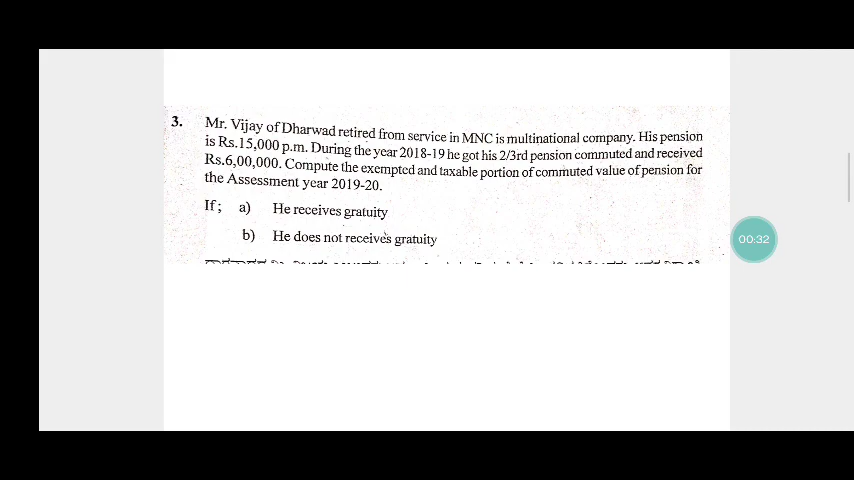 3. Mr. Vijay of Dharwad retired from service in MNC is multinational company. His pension
is Rs.15,000 p.m. During the year 2018-19 he got his 2/3rd pension commuted and received
Rs.6,00,000. Compute the exempted and taxable portion of commuted value of pension for
the Assessment year 2019-20.
If; a) He receives gratuity
b) He does not receives gratuity
00:32